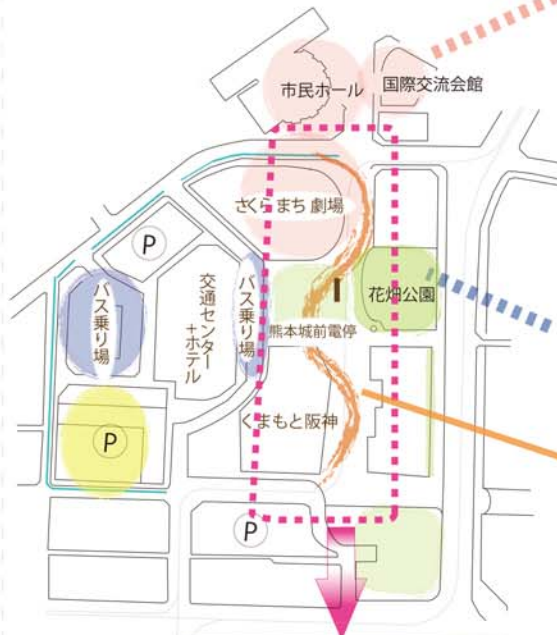 市民ホール
国際交流会館
さくらまち 劇場
P
バス乗り場
交通センター
+ホテル
バス乗り場
花畑公園
熊本城前電停
くまもと阪神
P
P